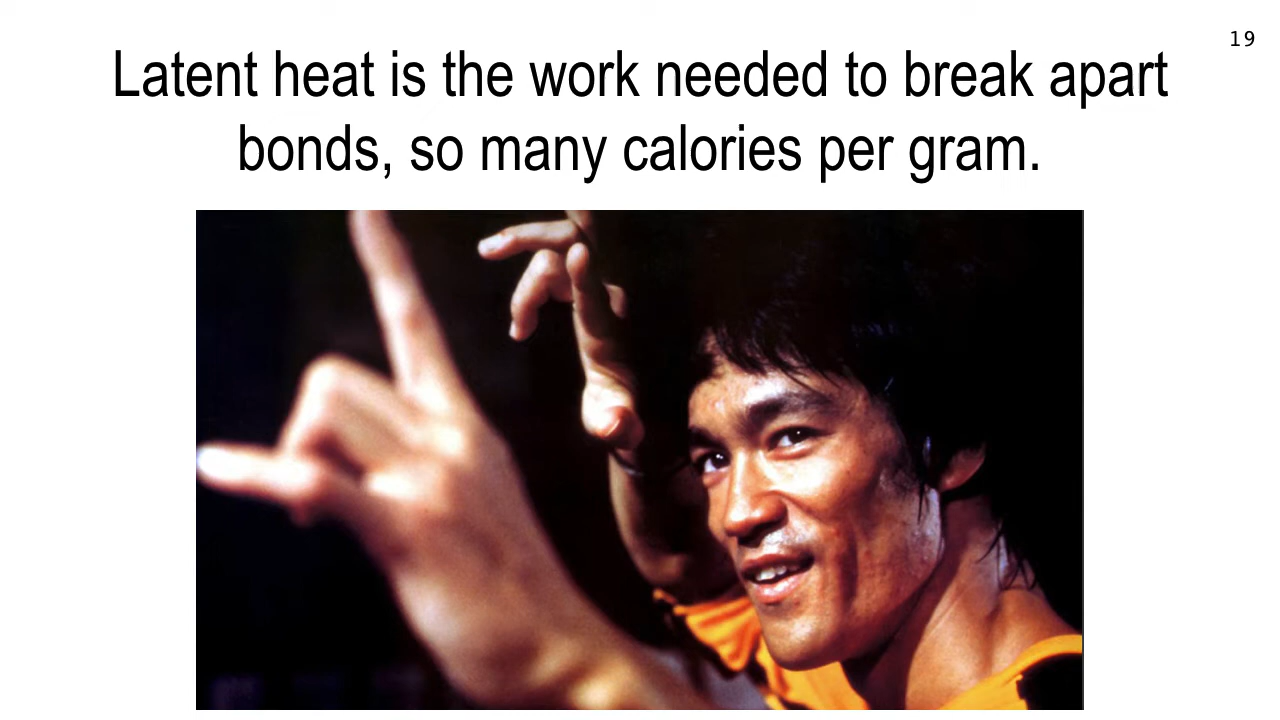 19
Latent heat is the work needed to break apart
bonds, so many calories per gram.